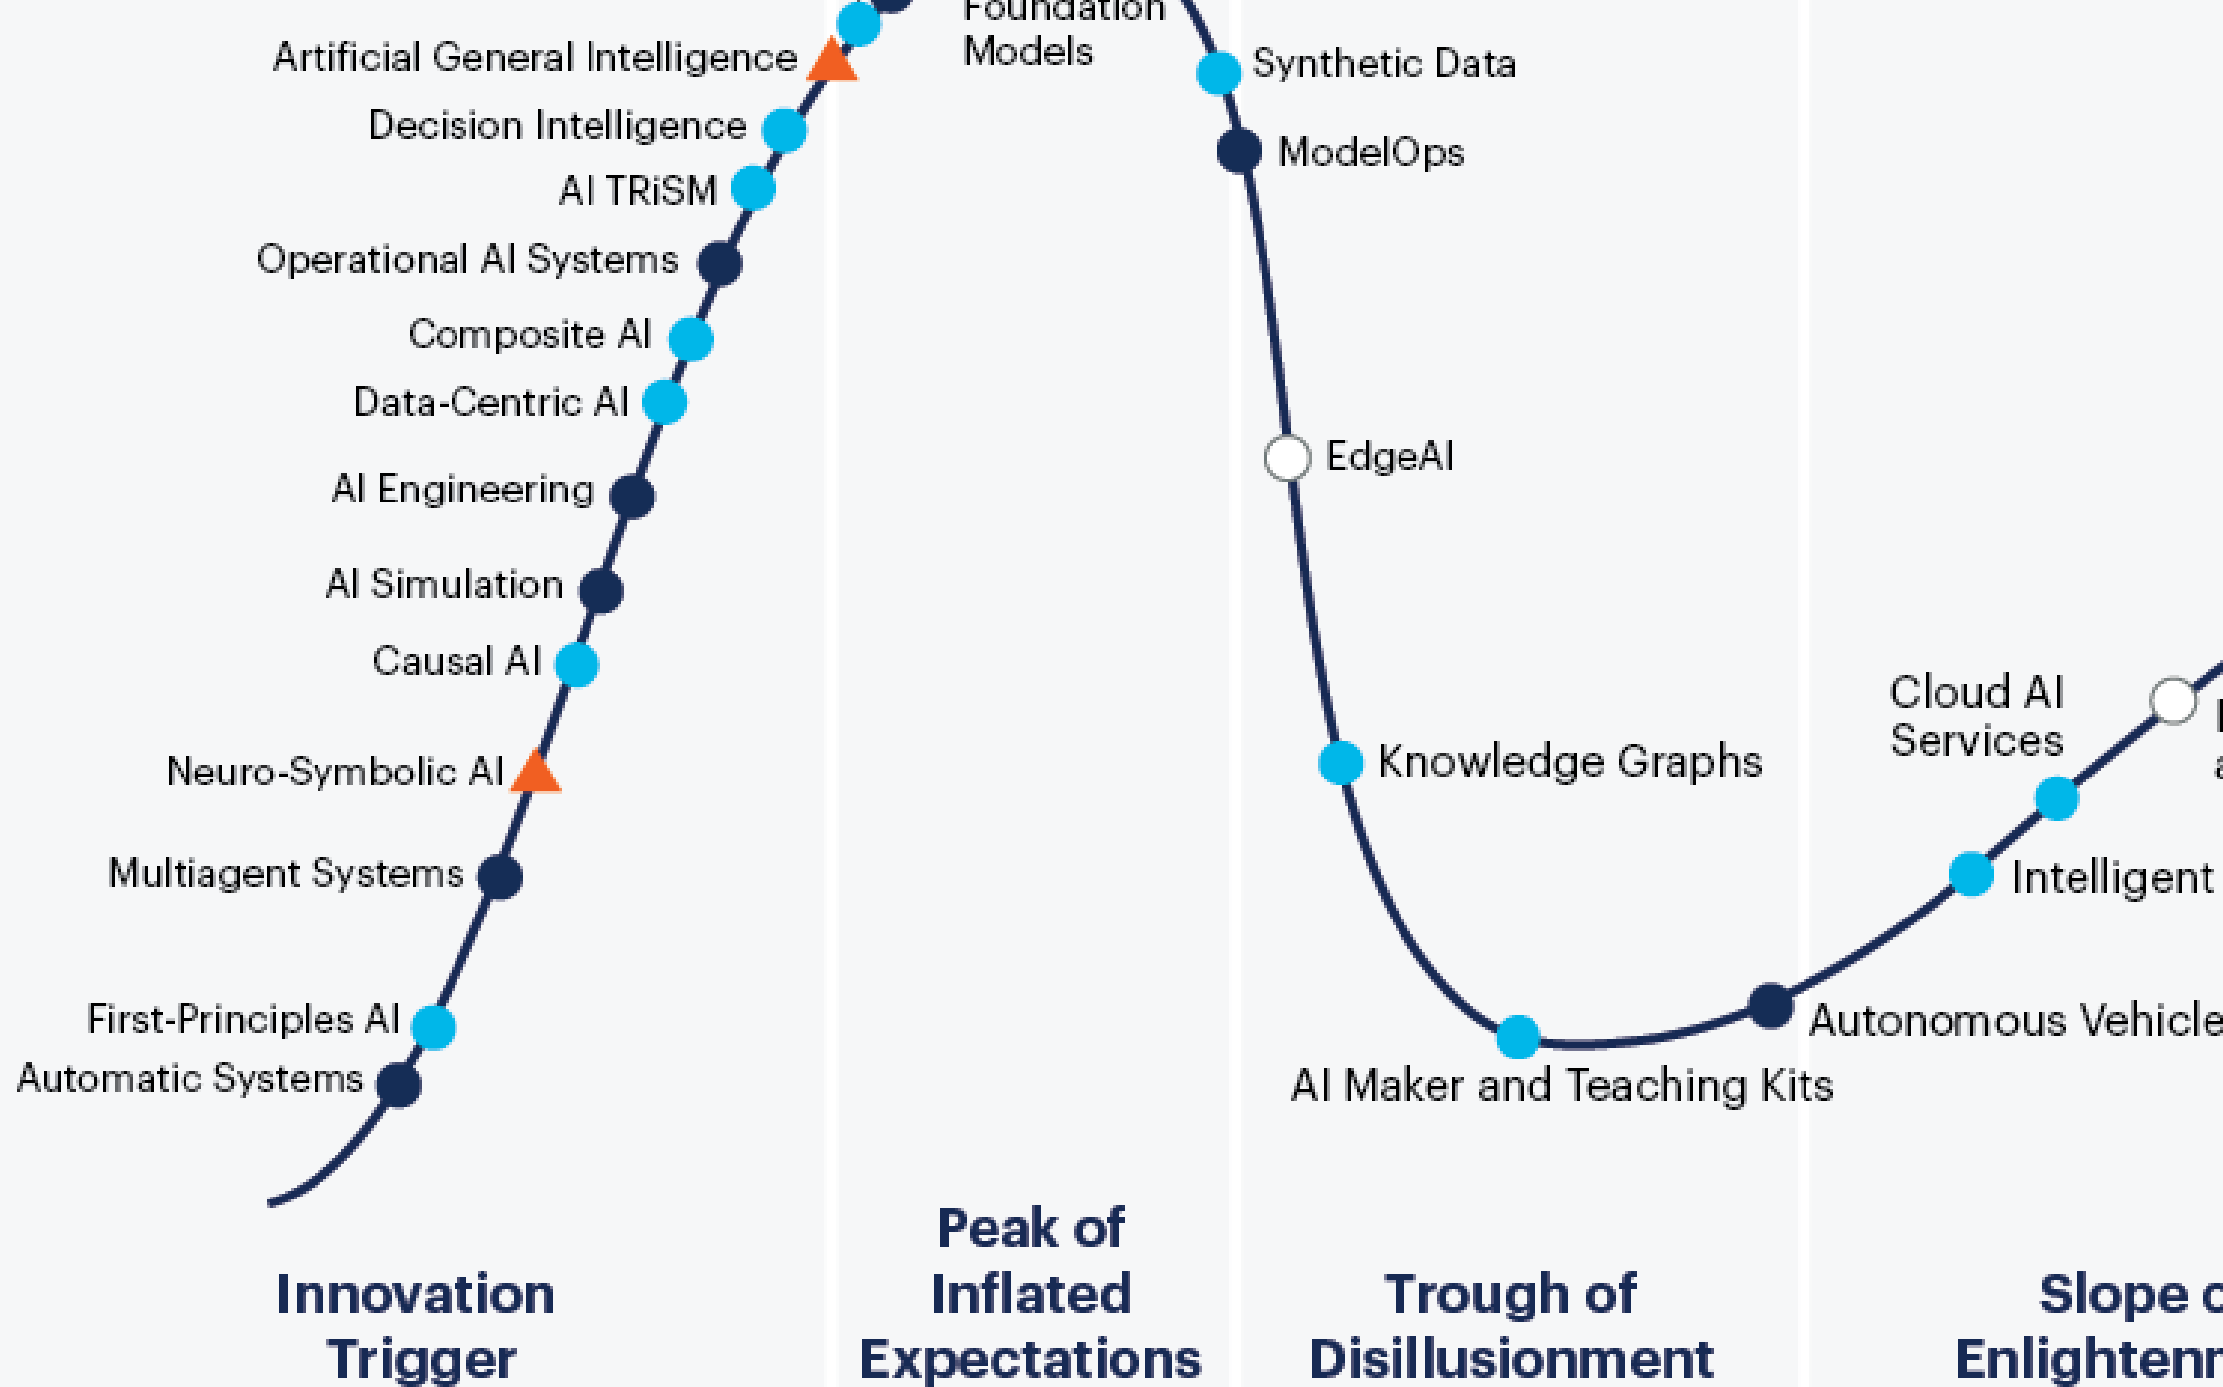 Foundation
Models
Artificial General Intelligence
Decision Intelligence
AI TRiSM
Operational AI Systems
Composite AI
Data-Centric AI
AI Engineering
AI Simulation
Causal AI
Neuro-Symbolic AI
Multiagent Systems
First-Principles AI
Automatic Systems
Synthetic Data
ModelOps
EdgeAI
Knowledge Graphs
AI Maker and Teaching Kits
Autonomous Vehicle
Intelligent
Cloud AI
Services
Innovation
Trigger
Peak of
Inflated
Expectations
Trough of
Disillusionment
Slope